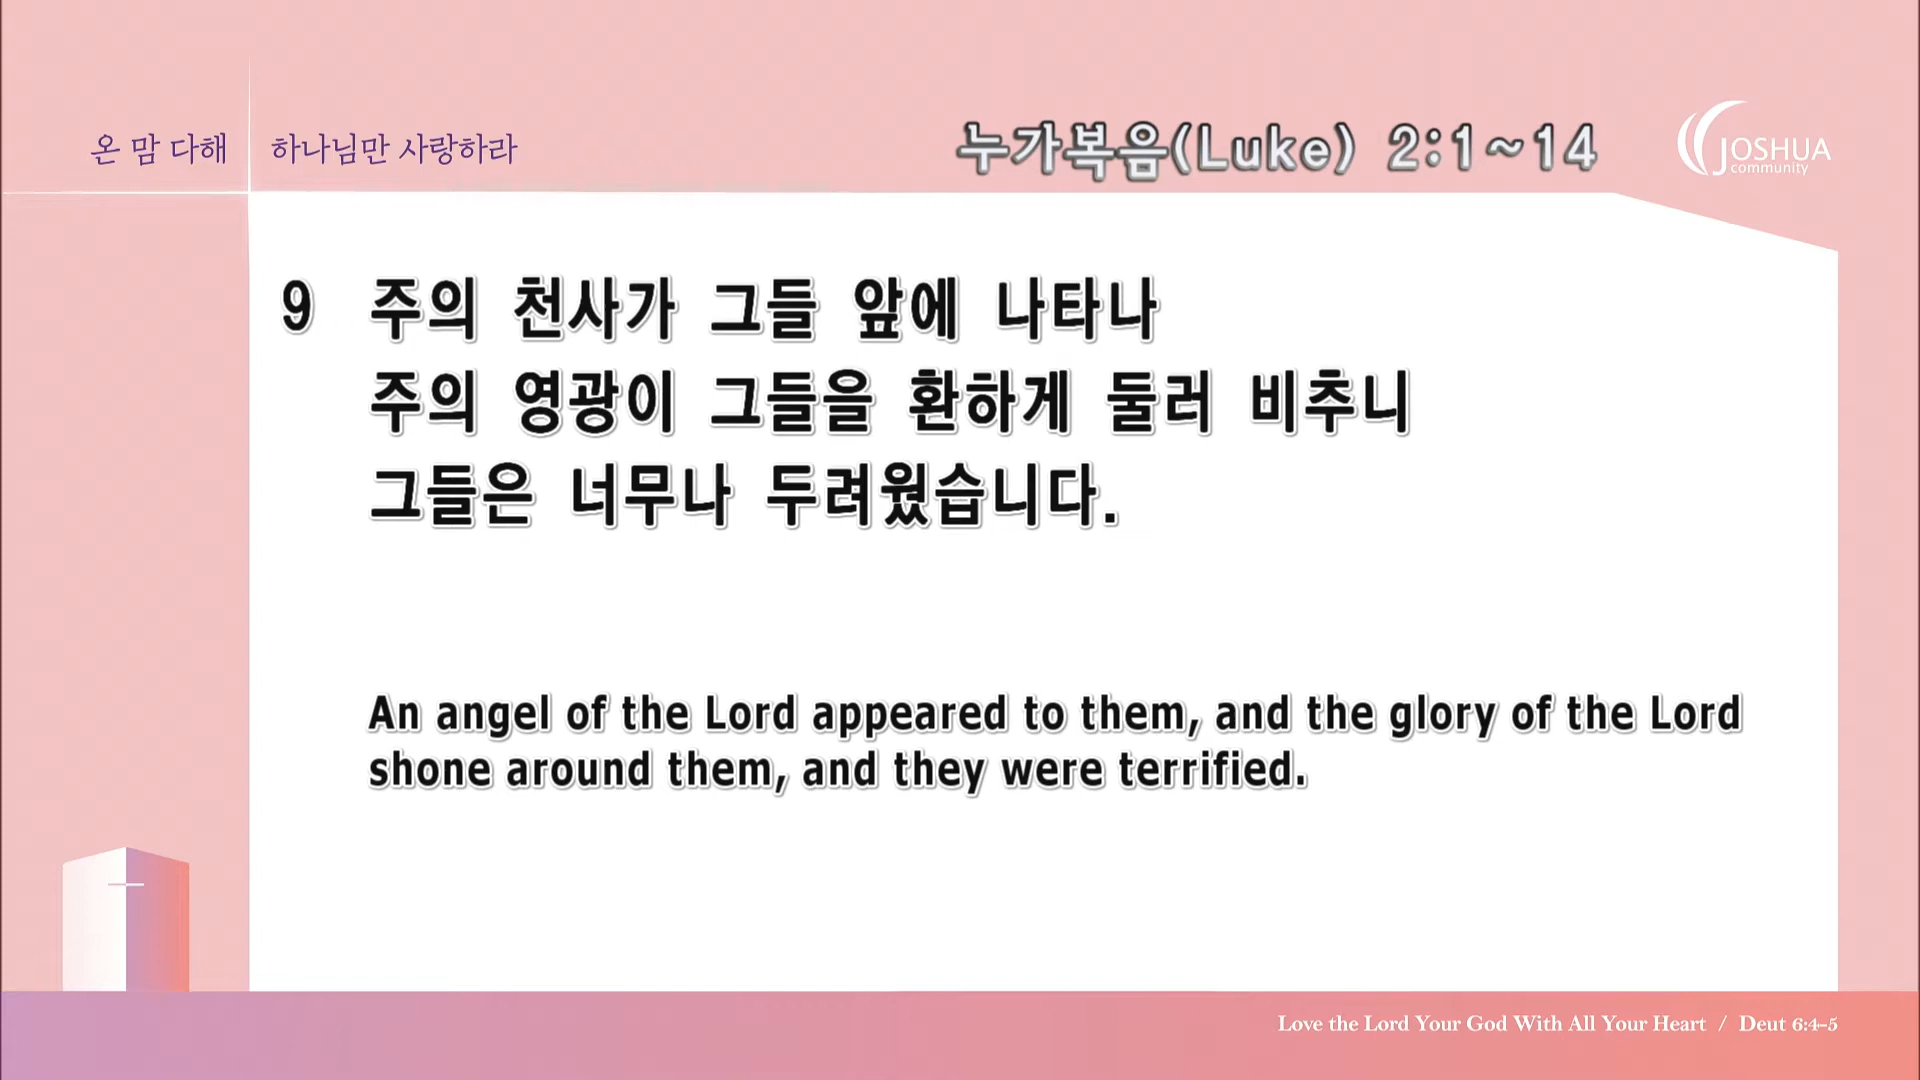 온 맘 다해 하나님만 사랑하라
누가복음(Luke) 2:1~14
JOSHUA
community
9 주의 천사가 그들 앞에 나타나
주의 영광이 그들을 환하게 둘러 비추니
그들은 너무나 두려웠습니다.
An angel of the Lord appeared to them, and the glory of the Lord
shone around them, and they were terrified.
Love the Lord Your God With All Your Heart / Deut 6:4-5